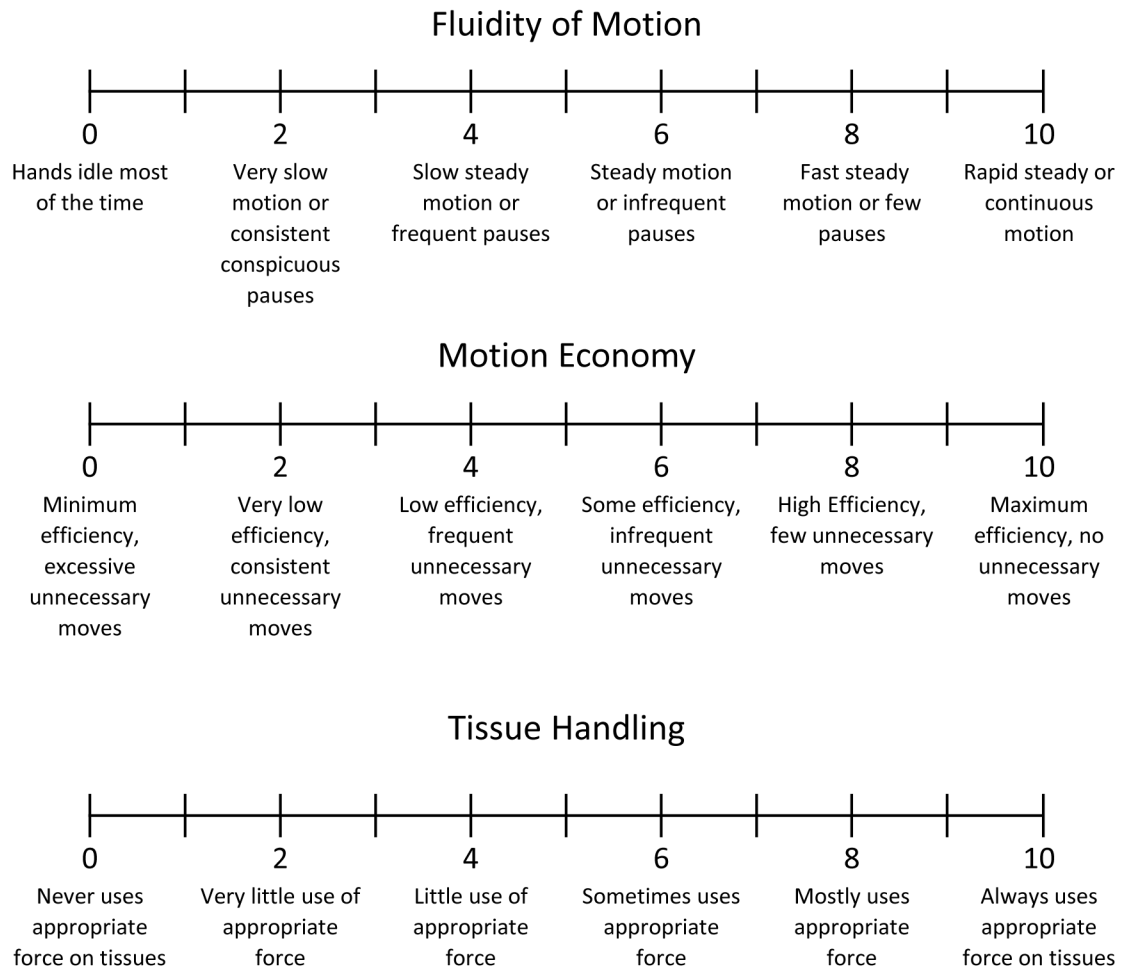 Fluidity of Motion
0 2 4 6 8 10
Hands idle most Very slow Slow steady Steady motion Fast steady Rapid steady or
of the time motion or motion or or infrequent motion or few continuous
consistent frequent pauses pauses pauses motion
conspicuous
pauses
Motion Economy
0 2 4 6 8 10
Minimum Very low Low efficiency, Some efficiency, High Efficiency, Maximum
efficiency, efficiency, frequent infrequent few unnecessary efficiency, no
excessive consistent unnecessary unnecessary moves unnecessary
unnecessary unnecessary moves moves moves
moves moves
Tissue Handling
0 2 4 6 8 10
Never uses Very little use of Little use of Sometimes uses Mostly uses Always uses
appropriate appropriate appropriate appropriate appropriate appropriate
force on tissues force force force force force on tissues